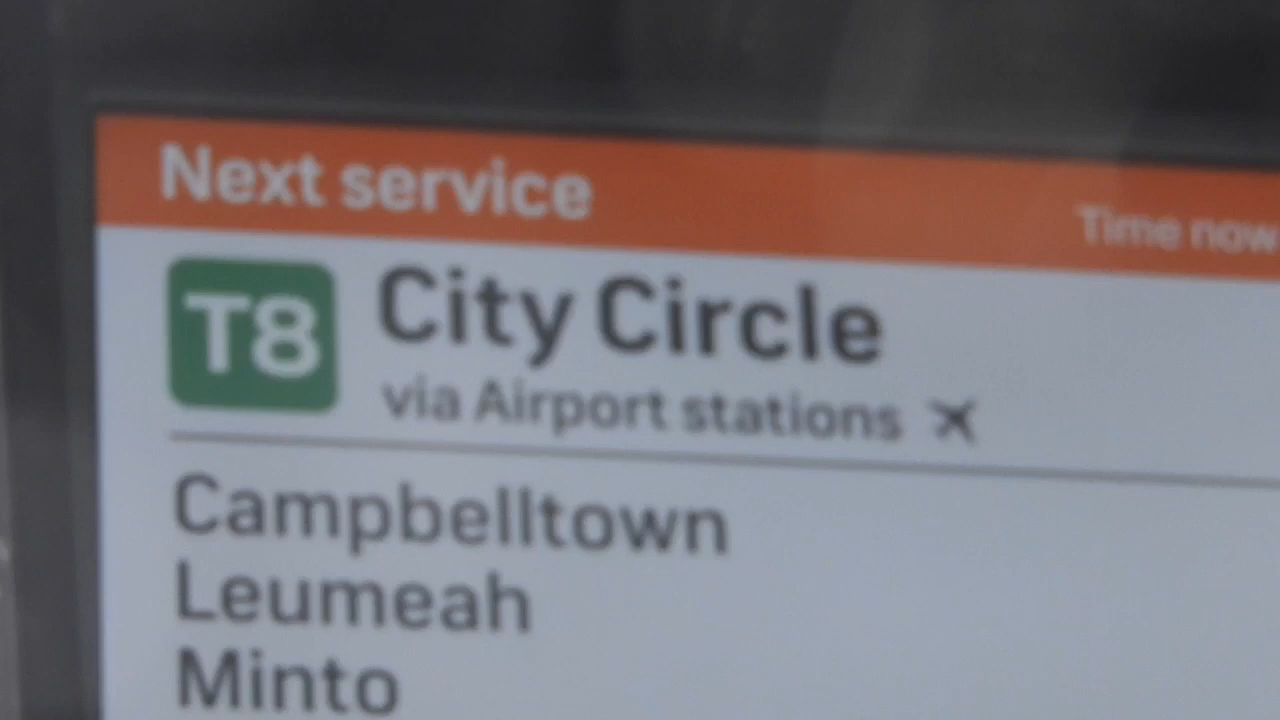 Next service
Time now
T8 City Circle
via Airport stations
Campbelltown
Leumeah
Minto